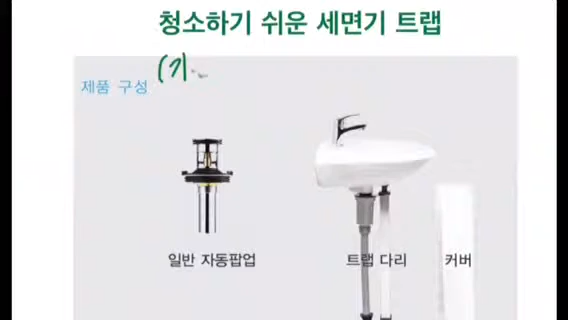 청소하기 쉬운 세면기 트랩
제품 구성
일반 자동팝업
트랩 다리
커버